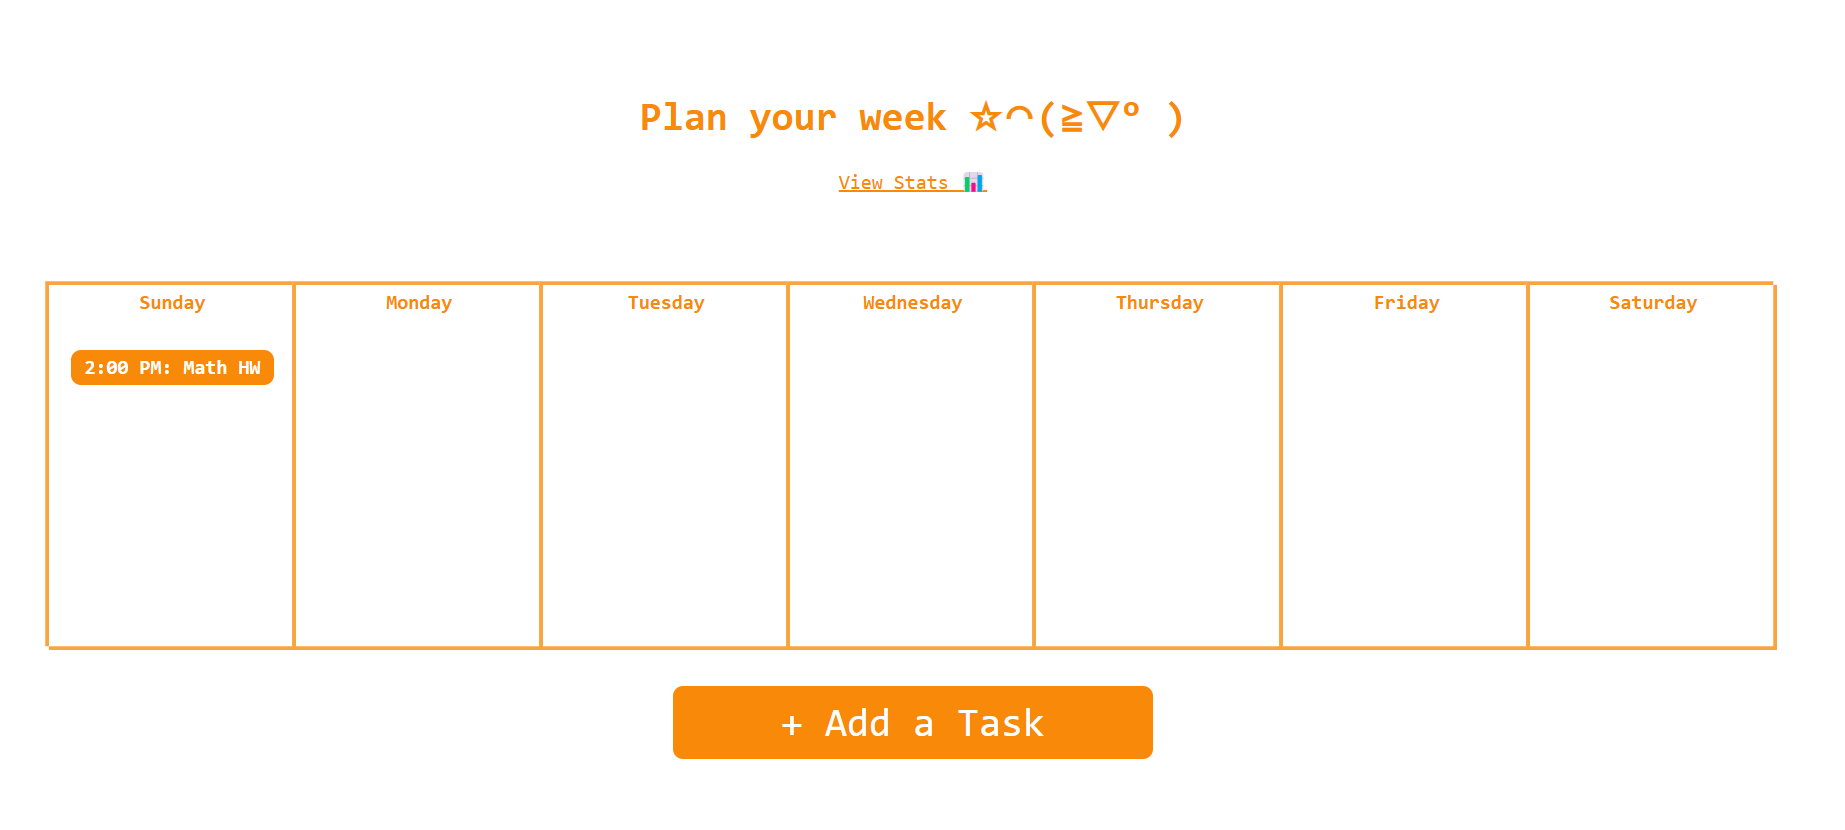 Plan your week ☆⌒(≧▽° )
View Stats 📊
Sunday
Monday
Tuesday
Wednesday
Thursday
Friday
Saturday
2:00 PM: Math HW
+ Add a Task